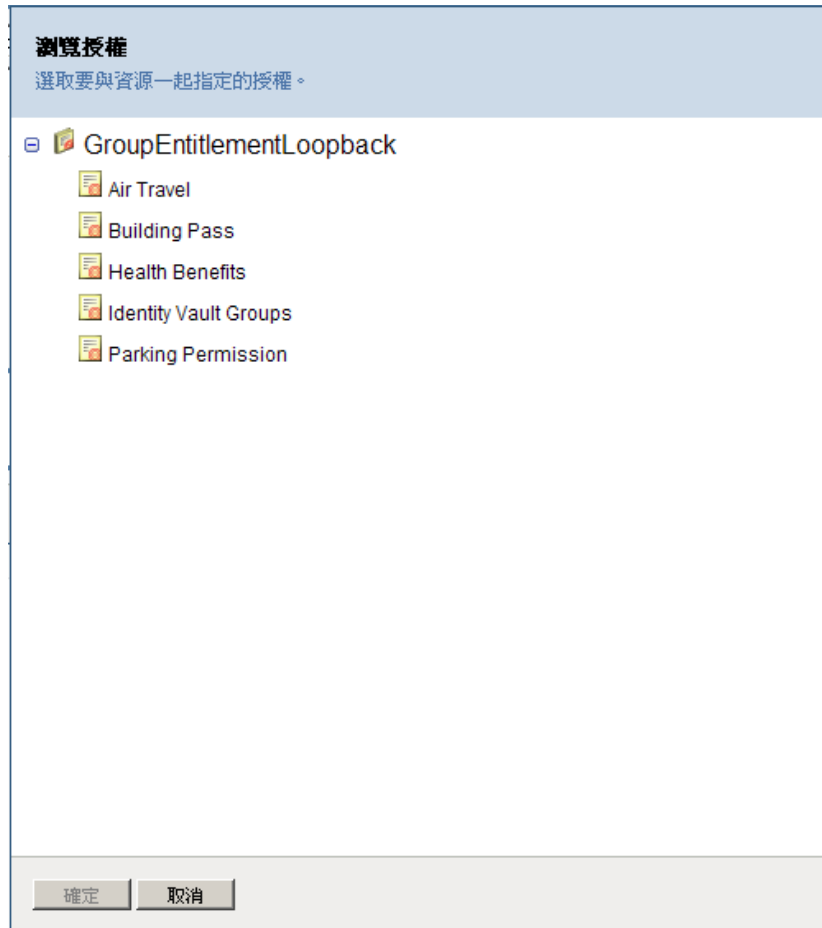 瀏覽授權
選取要與資源一起指定的授權。
GroupEntitlementLoopback
Air Travel
Building Pass
Health Benefits
Identity Vault Groups
Parking Permission
確定 取消